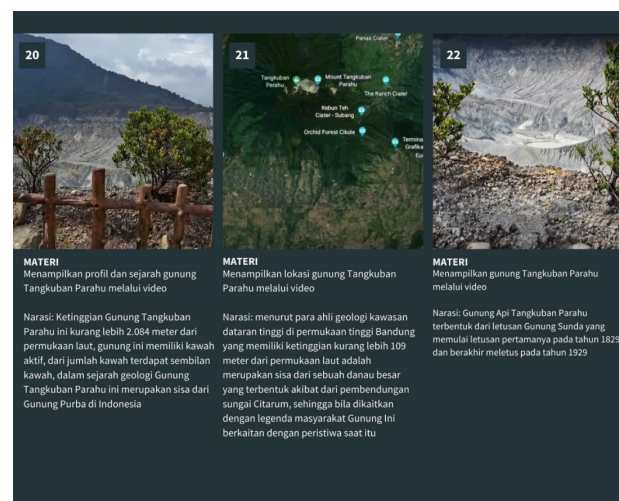 20
MATERI
Menampilkan profil dan sejarah gunung
Tangkuban Parahu melalui video
Narasi: Ketinggian Gunung Tangkuban
Parahu ini kurang lebih 2.084 meter dari
permukaan laut, gunung ini memiliki kawah
aktif, dari jumlah kawah terdapat sembilan
kawah, dalam sejarah geologi Gunung
Tangkuban Parahu ini merupakan sisa dari
Gunung Purba di Indonesia
21
Panas Ciater
Tangkuban
Perahu
Mount Tangkuban
Parahu
The Ranch Ciater
Kebun Teh
Ciater - Subang
Orchid Forest Cikole
Termina
Grafika
Eu
MATERI
Menampilkan lokasi gunung Tangkuban
Parahu melalui video
Narasi: menurut para ahli geologi kawasan
dataran tinggi di permukaan tinggi Bandung
yang memiliki ketinggian kurang lebih 109
meter dari permukaan laut adalah
merupakan sisa dari sebuah danau besar
yang terbentuk akibat dari pembendungan
sungai Citarum, sehingga bila dikaitkan
dengan legenda masyarakat Gunung Ini
berkaitan dengan peristiwa saat itu
22
MATERI
Menampilkan gunung Tangkuban Parahu
melalui video
Narasi: Gunung Api Tangkuban Parahu
terbentuk dari letusan Gunung Sunda yang
memulai letusan pertamanya pada tahun 1829
dan berakhir meletus pada tahun 1929